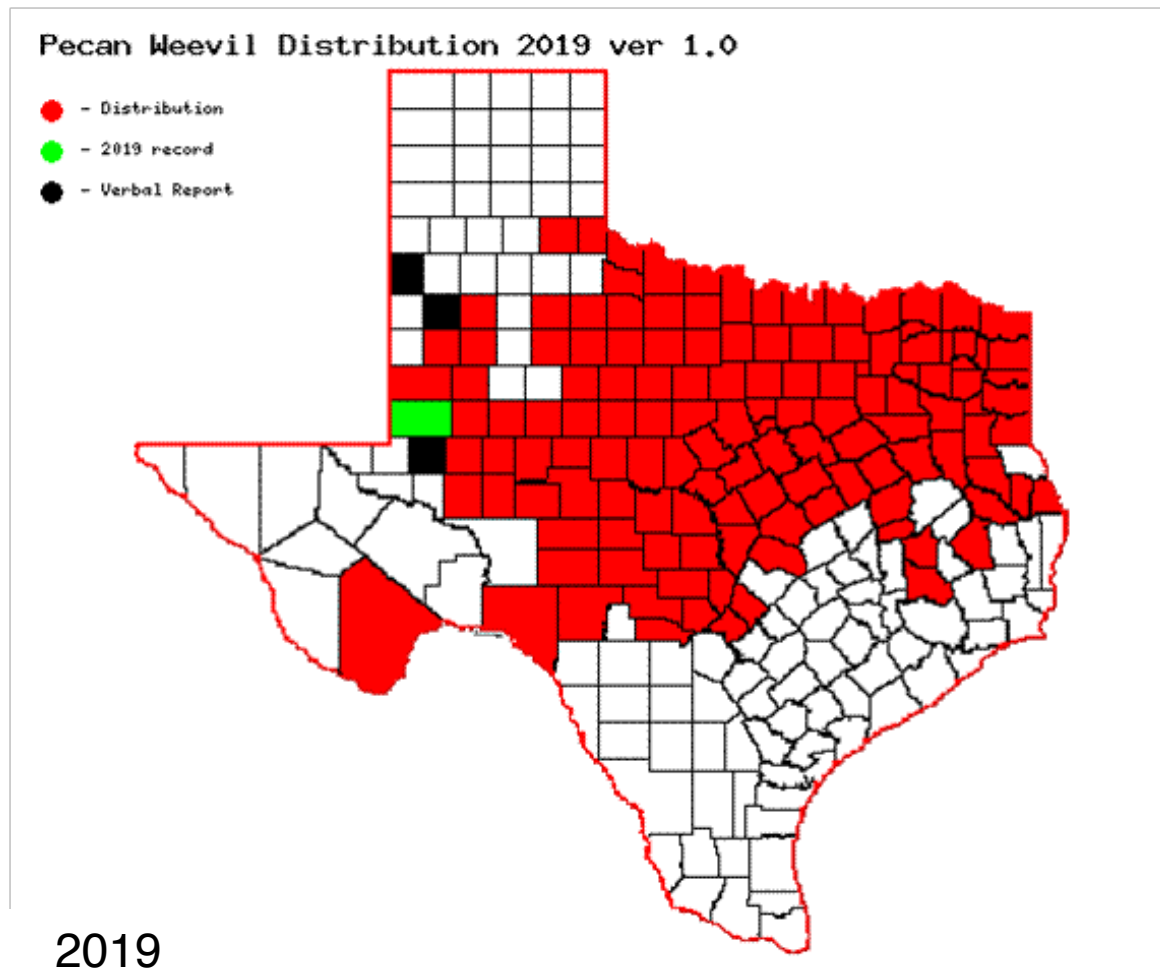 Pecan Weevil Distribution 2019 ver 1.0
- Distribution
- 2019 record
- Verbal Report
2019